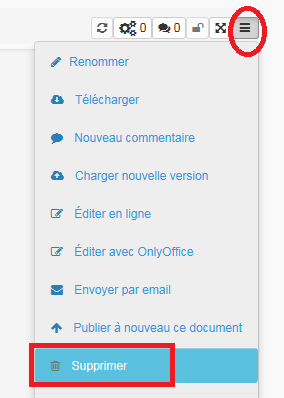 0 0
Renommer
Télécharger
Nouveau commentaire
Charger nouvelle version
Éditer en ligne
Éditer avec OnlyOffice
Envoyer par email
Publier à nouveau ce document
Supprimer